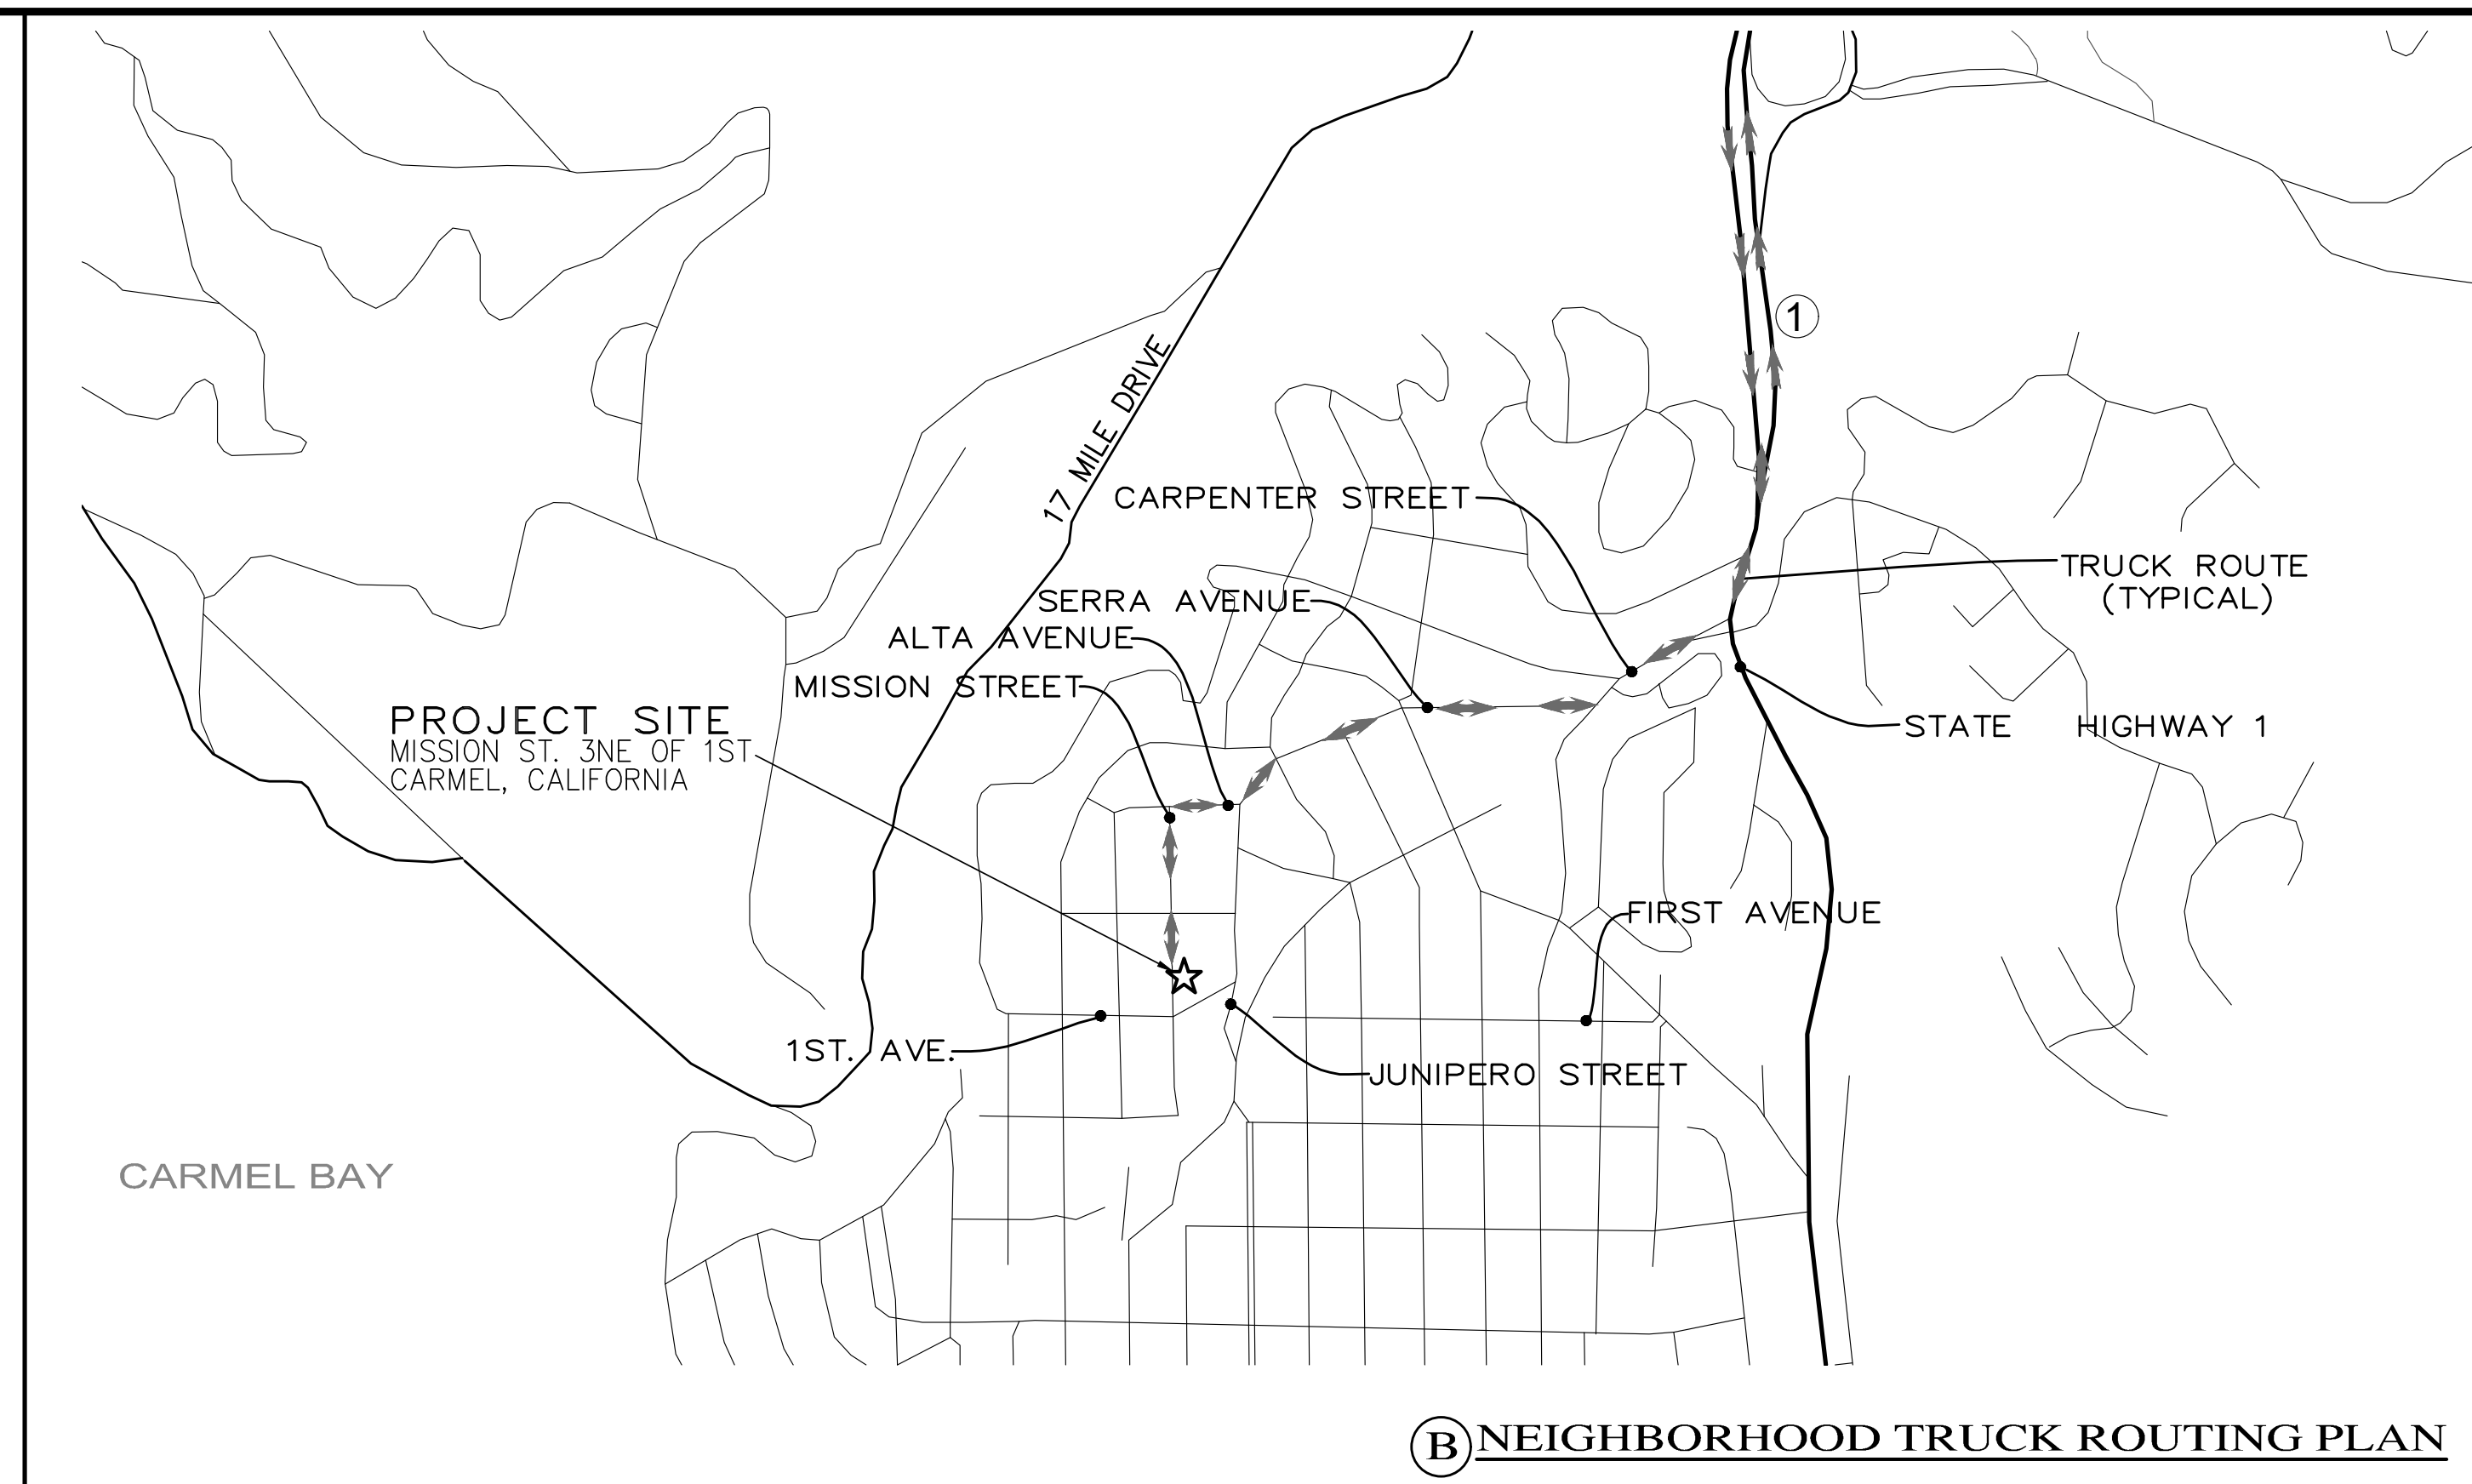 1
17 MILE DRIVE
CARPENTER STREET
TRUCK ROUTE
(TYPICAL)
SERRA AVENUE
ALTA AVENUE
MISSION STREET
PROJECT SITE
MISSION ST. 3NE OF 1ST
CARMEL, CALIFORNIA
STATE HIGHWAY 1
FIRST AVENUE
1ST. AVE.
JUNIPERO STREET
CARMEL BAY
B NEIGHBORHOOD TRUCK ROUTING PLAN